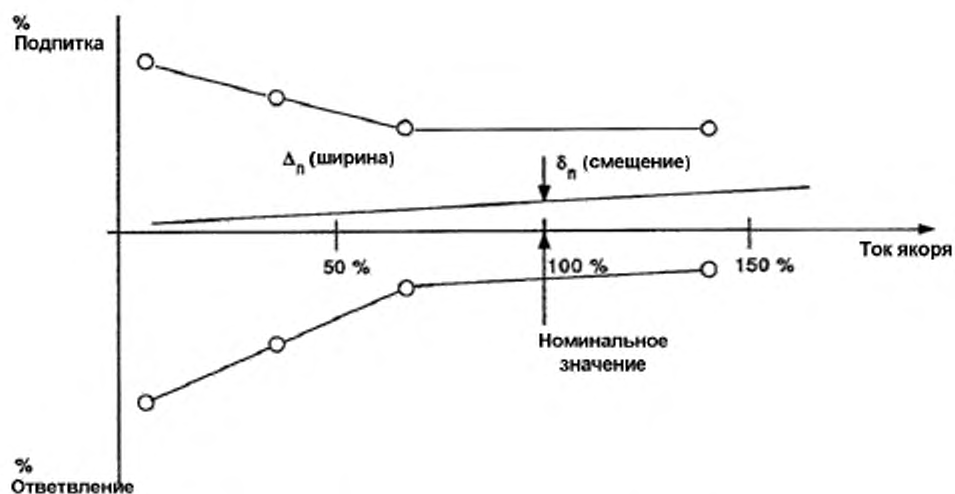 %
Подпитка
Δn (ширина)
δn (смещение)
50 %
100 %
150 %
Ток якоря
Номинальное
значение
%
Ответвление